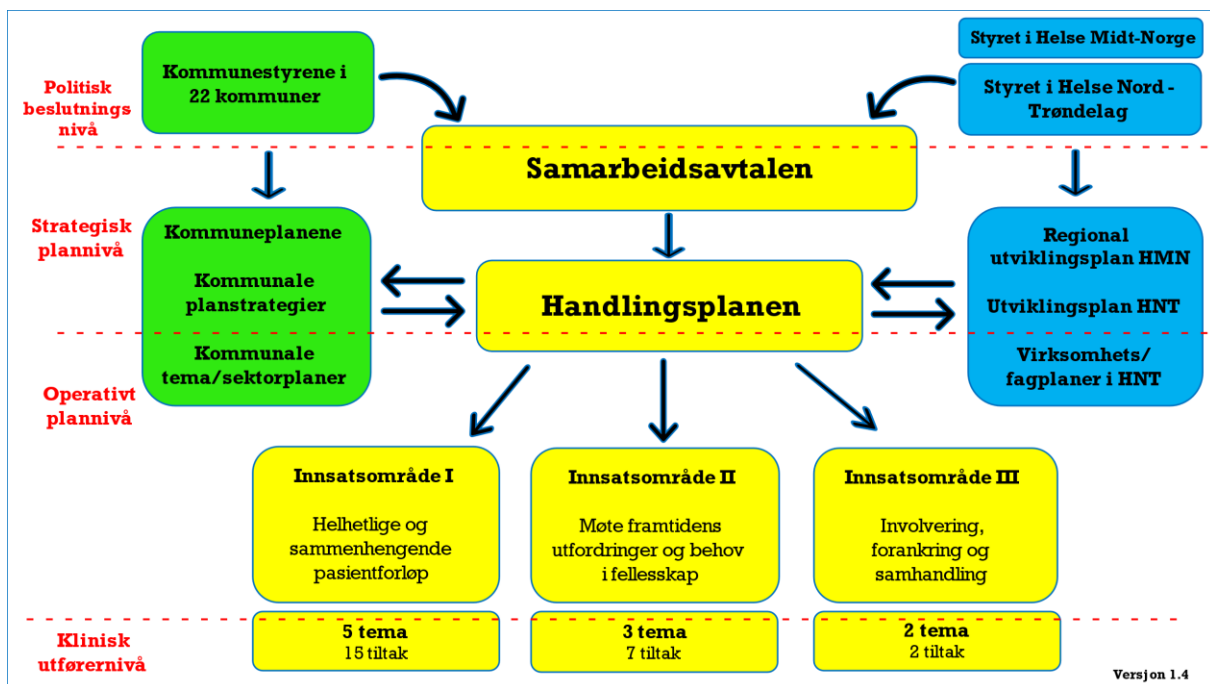 Styret i Helse Midt-Norge
Kommunestyrene i
22 kommuner
Styret i Helse Nord -
Trøndelag
Politisk
beslutnings
nivå
Samarbeidsavtalen
Strategisk
plannivå
Kommuneplanene
Kommunale
planstrategier
Kommunale
tema/sektorplaner
Handlingsplanen
Regional
utviklingsplan HMN
Utviklingsplan HNT
Virksomhets/
fagplaner i HNT
Operativt
plannivå
Innsatsområde I
Helhetlige og
sammenhengende
pasientforløp
Innsatsområde II
Møte framtidens
utfordringer og behov
i fellesskap
Innsatsområde III
Involvering,
forankring og
samhandling
Klinisk
utførernivå
5 tema
15 tiltak
3 tema
7 tiltak
2 tema
2 tiltak
Versjon 1.4